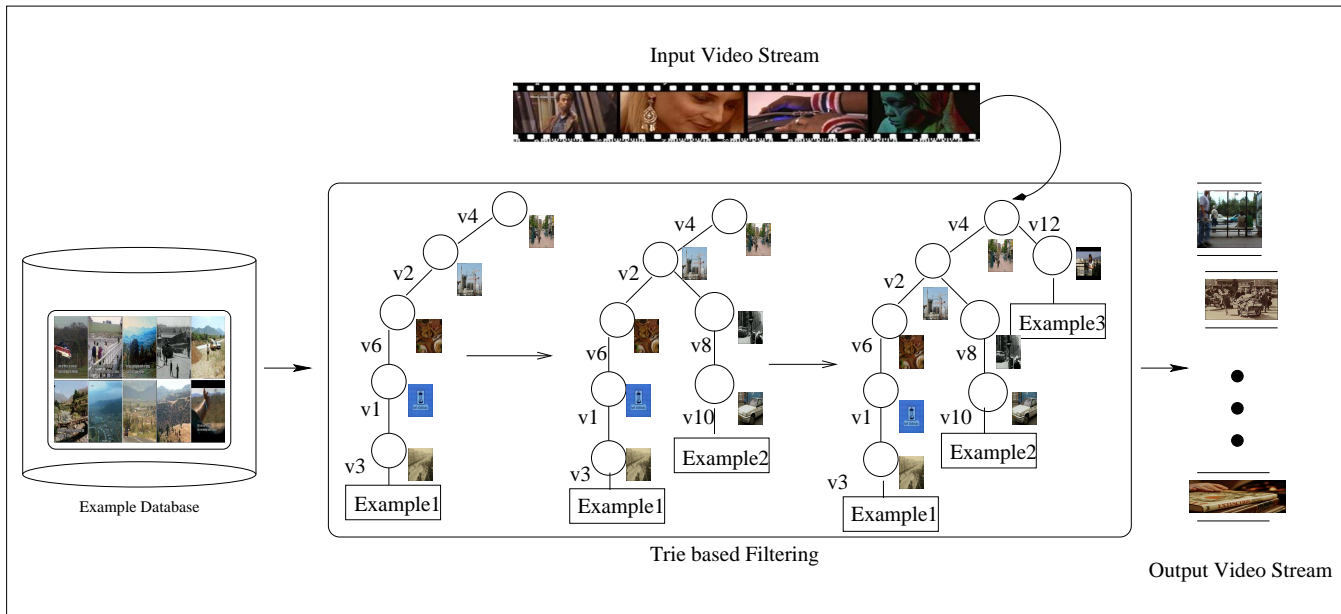 Input Video Stream
v4
v2
v6
v1
v3
Example1
v4
v2
v6
v8
v1
v10
v3
Example2
Example1
v4
v12
v2
Example3
v6
v8
v1
v10
Example2
v3
Example1
Example Database
Trie based Filtering
Output Video Stream